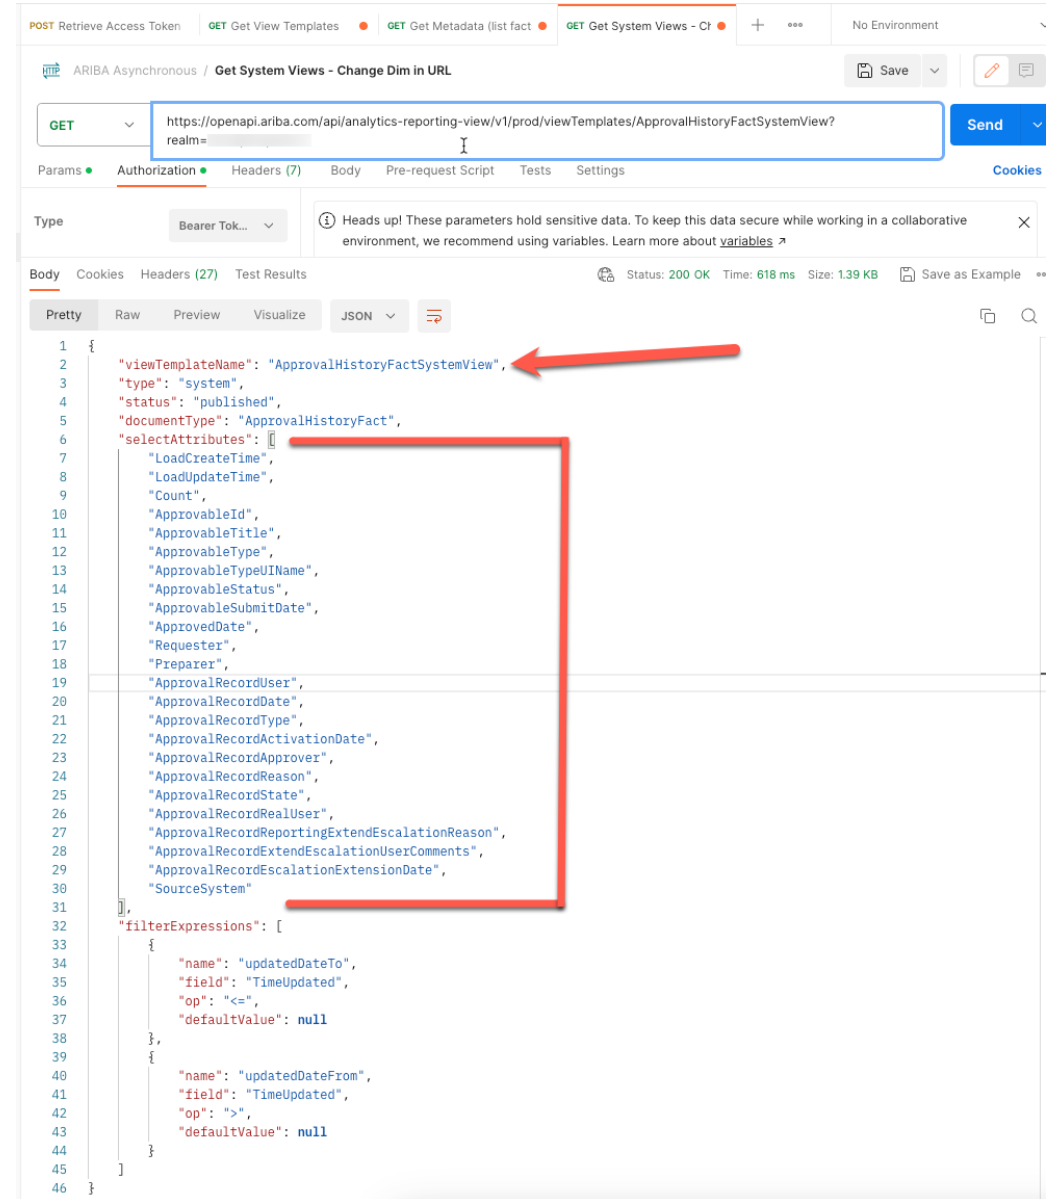 POST Retrieve Access Token
GET Get View Templates
GET Get Metadata (list fact
GET Get System Views - Ch
No Environment
HTTP
ARIBA Asynchronous / Get System Views - Change Dim in URL
Save
GET
https://openapi.ariba.com/api/analytics-reporting-view/v1/prod/viewTemplates/ApprovalHistoryFactSystemView?
realm=
Send
Params
Authorization
Headers (7)
Body
Pre-request Script
Tests
Settings
Cookies
Type
Bearer Tok...
Heads up! These parameters hold sensitive data. To keep this data secure while working in a collaborative
environment, we recommend using variables. Learn more about variables ↗
Body
Cookies
Headers (27)
Test Results
Status: 200 OK Time: 618 ms Size: 1.39 KB
Save as Example
Pretty
Raw
Preview
Visualize
JSON
1 {
2 "viewTemplateName": "ApprovalHistoryFactSystemView",
3 "type": "system",
4 "status": "published",
5 "documentType": "ApprovalHistoryFact",
6 "selectAttributes": [
7 "LoadCreateTime",
8 "LoadUpdateTime",
9 "Count",
10 "ApprovableId",
11 "ApprovableTitle",
12 "ApprovableType",
13 "ApprovableTypeUIName",
14 "ApprovableStatus",
15 "ApprovableSubmitDate",
16 "ApprovedDate",
17 "Requester",
18 "Preparer",
19 "ApprovalRecordUser",
20 "ApprovalRecordDate",
21 "ApprovalRecordType",
22 "ApprovalRecordActivationDate",
23 "ApprovalRecordApprover",
24 "ApprovalRecordReason",
25 "ApprovalRecordState",
26 "ApprovalRecordRealUser",
27 "ApprovalRecordReportingExtendEscalationReason",
28 "ApprovalRecordExtendEscalationUserComments",
29 "ApprovalRecordEscalationExtensionDate",
30 "SourceSystem"
31 ],
32 "filterExpressions": [
33 {
34 "name": "updatedDateTo",
35 "field": "TimeUpdated",
36 "op": "<=",
37 "defaultValue": null
38 },
39 {
40 "name": "updatedDateFrom",
41 "field": "TimeUpdated",
42 "op": ">",
43 "defaultValue": null
44 }
45 ]
46 }